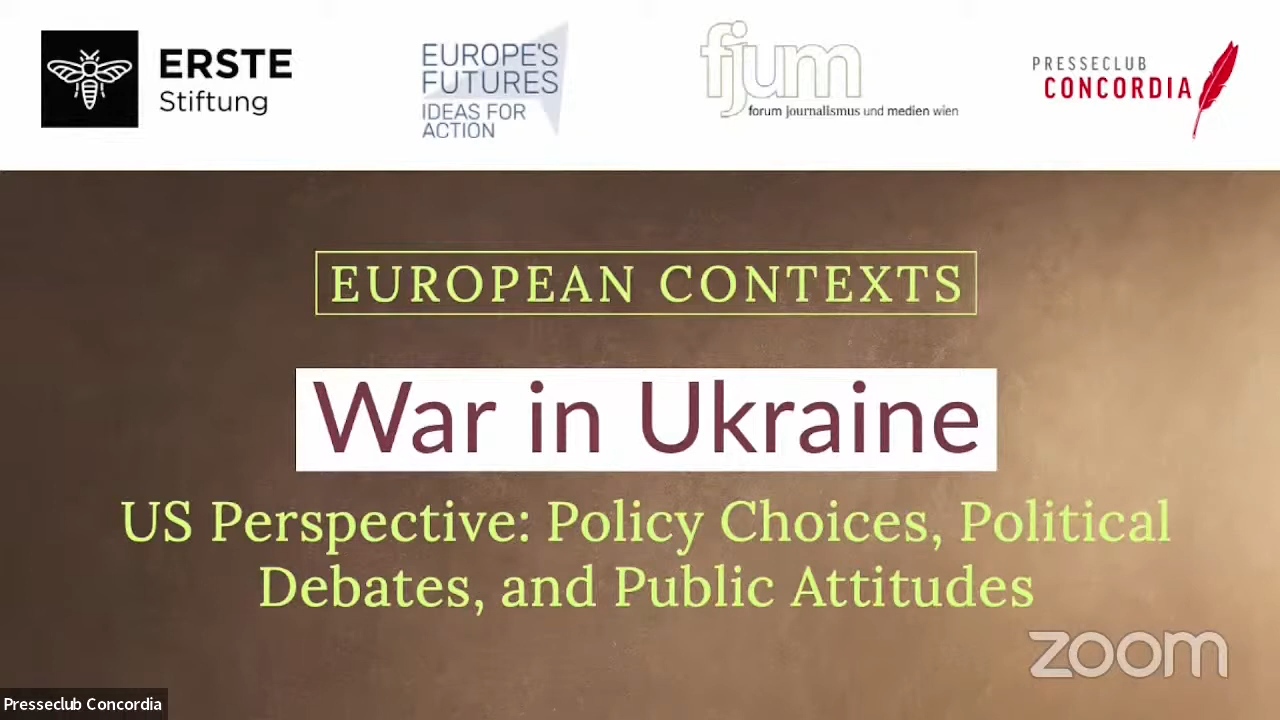 ERSTE
Stiftung
EUROPE'S
FUTURES
IDEAS FOR
ACTION
fjum
forum journalismus und medien wien
PRESSECLUB
CONCORDIA
EUROPEAN CONTEXTS
War in Ukraine
US Perspective: Policy Choices, Political
Debates, and Public Attitudes
zoom
Presseclub Concordia